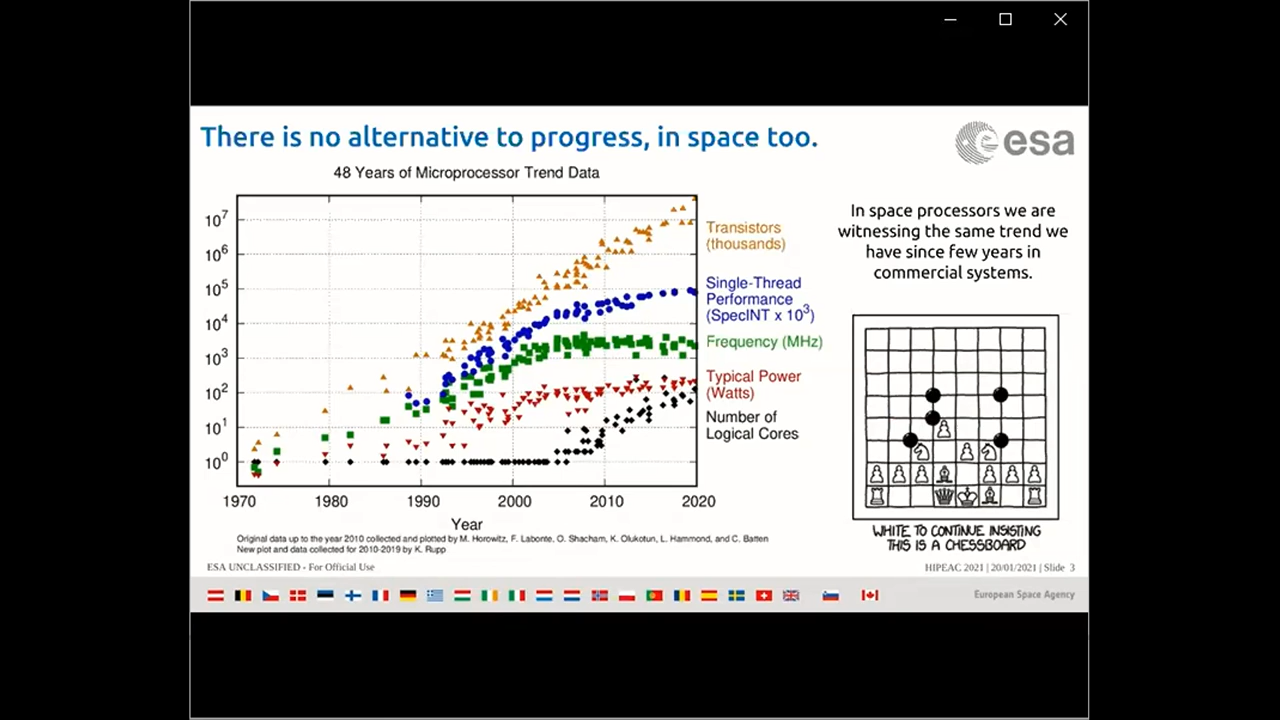 There is no alternative to progress, in space too.
esa
48 Years of Microprocessor Trend Data
10^7
10^6
10^5
10^4
10^3
10^2
10^1
10^0
1970
1980
1990
2000
2010
2020
Year
Transistors
(thousands)
Single-Thread
Performance
(SpecINT x 10^3)
Frequency (MHz)
Typical Power
(Watts)
Number of
Logical Cores
In space processors we are
witnessing the same trend we
have since few years in
commercial systems.
WHITE TO CONTINUE INSISTING
THIS IS A CHESSBOARD
Original data up to the year 2010 collected and plotted by M. Horowitz, F. Labonte, O. Shacham, K. Olukotun, L. Hammond, and C. Batten
New plot and data collected for 2010-2019 by K. Rupp
ESA UNCLASSIFIED - For Official Use
HIPEAC 2021 | 20/01/2021 | Slide 3
European Space Agency